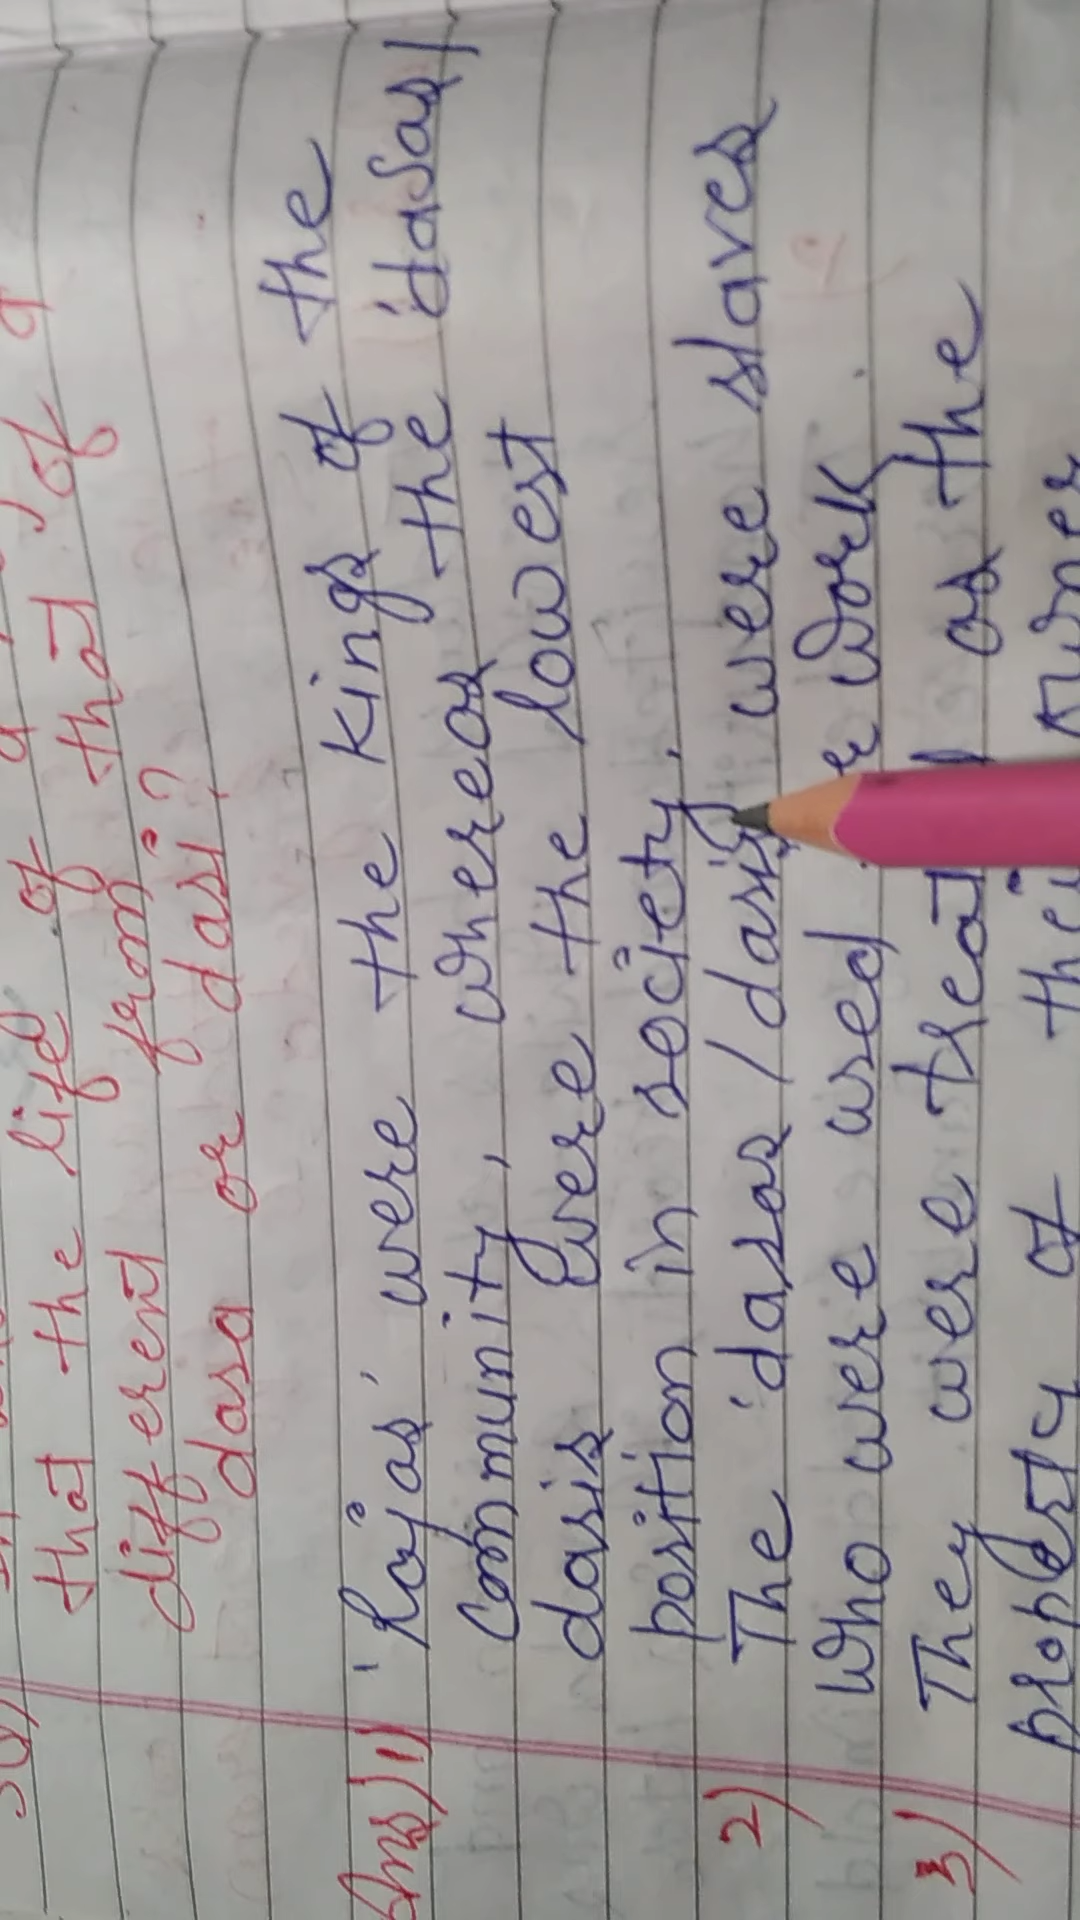 that the life of a
different from that of
dasa or dasi?
Ans)1) 'Rajas' were the kings of the
community, whereas the 'dasas/
dasis were the lowest
position in society.
2) The 'dasas/dasis were slaves
who were used work.
3) They were treated as the
property of their owner